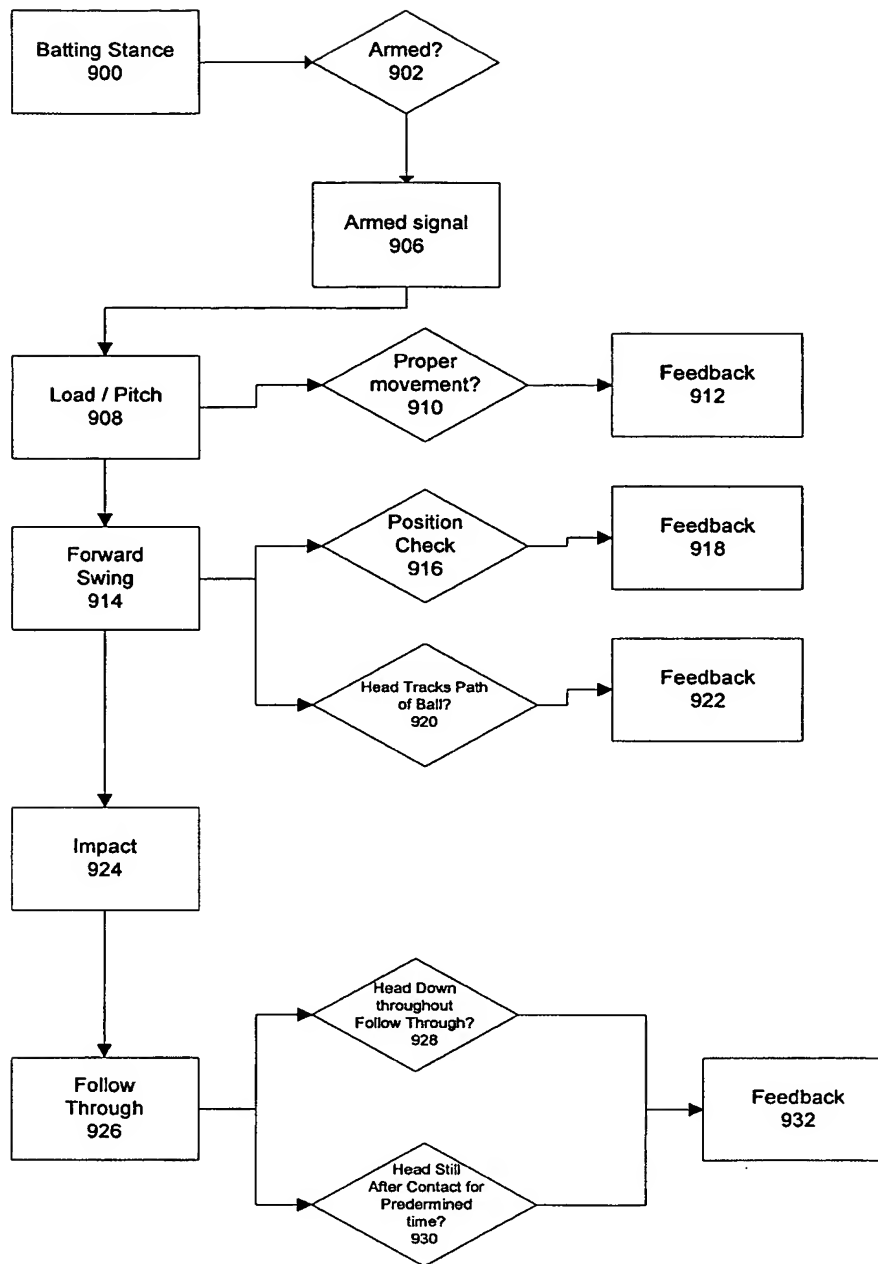 Batting Stance
900
Armed?
902
Armed signal
906
Load / Pitch
908
Proper
movement?
910
Feedback
912
Forward
Swing
914
Position
Check
916
Feedback
918
Head Tracks Path
of Ball?
920
Feedback
922
Impact
924
Follow
Through
926
Head Down
throughout
Follow Through?
928
Head Still
After Contact for
Predermined
time?
930
Feedback
932